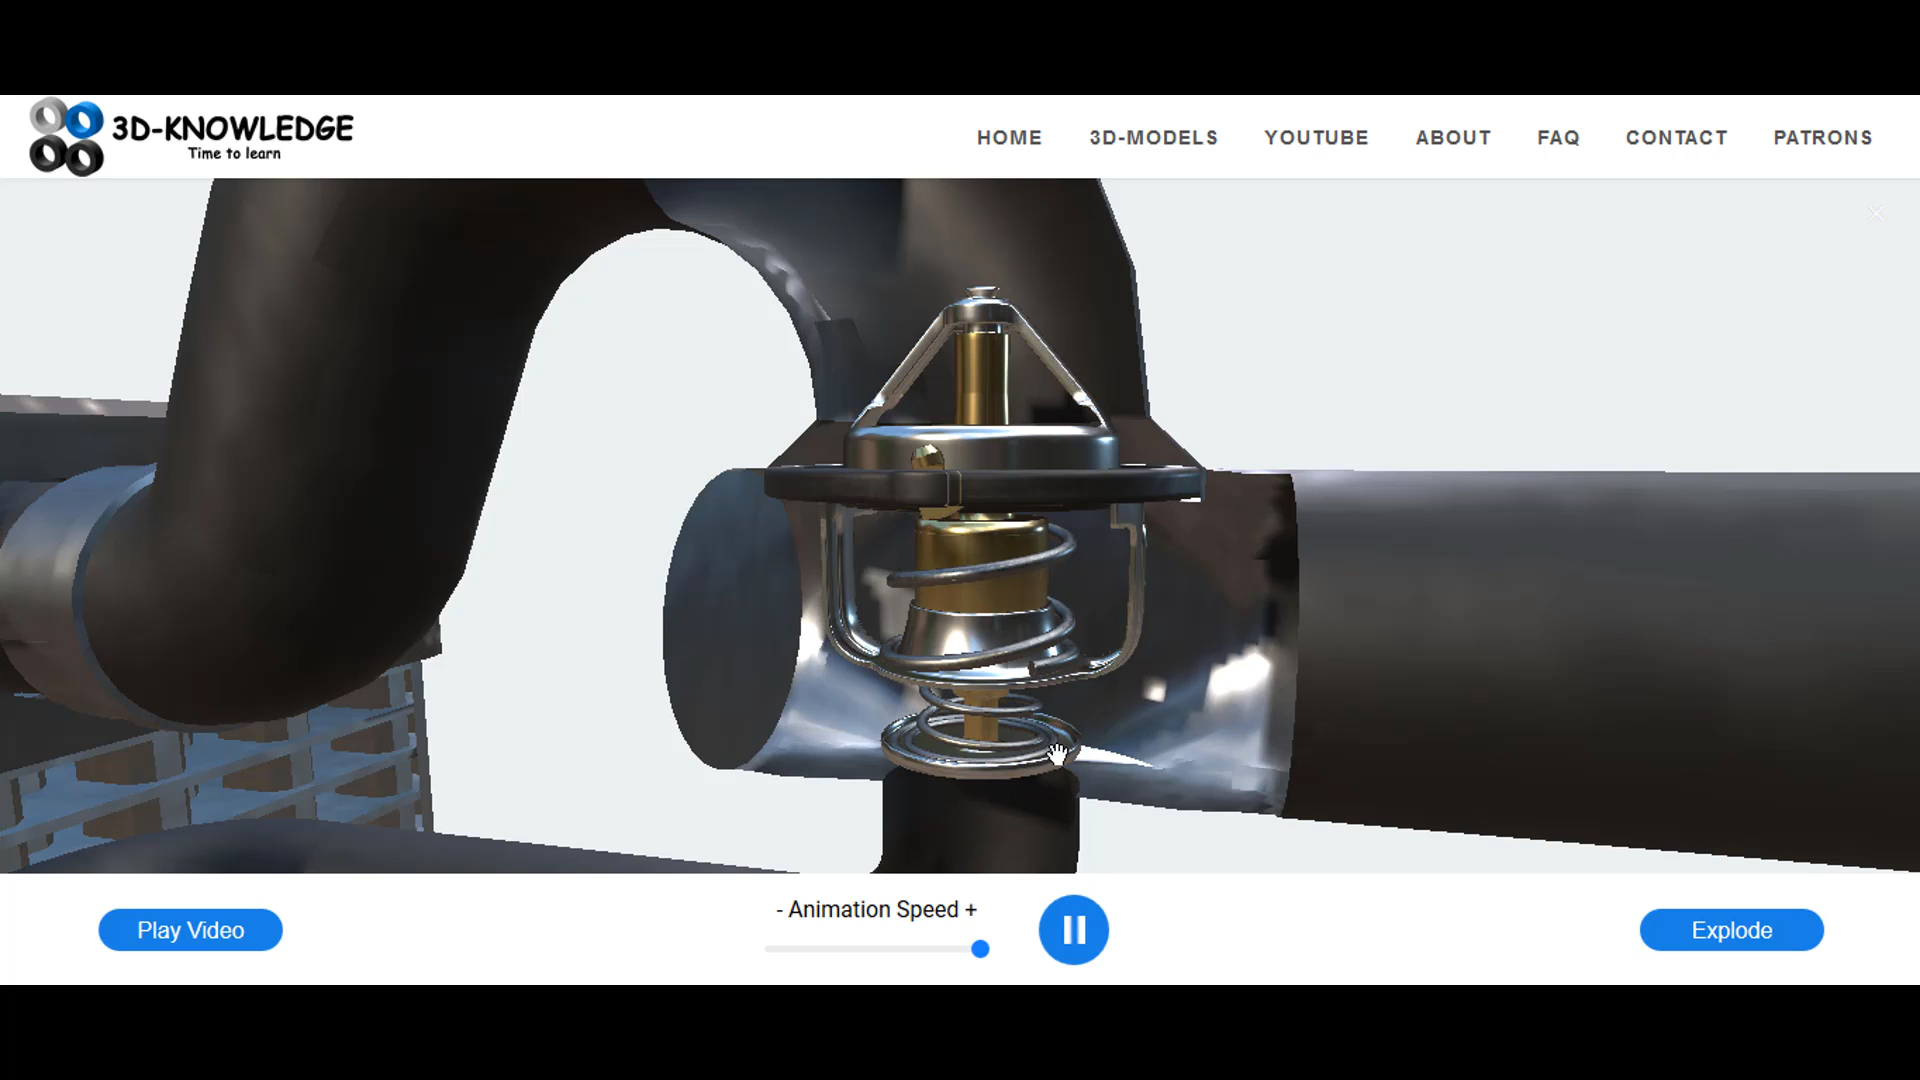 3D-KNOWLEDGE
Time to learn
HOME 3D-MODELS YOUTUBE ABOUT FAQ CONTACT PATRONS
- Animation Speed +
Play Video
Explode